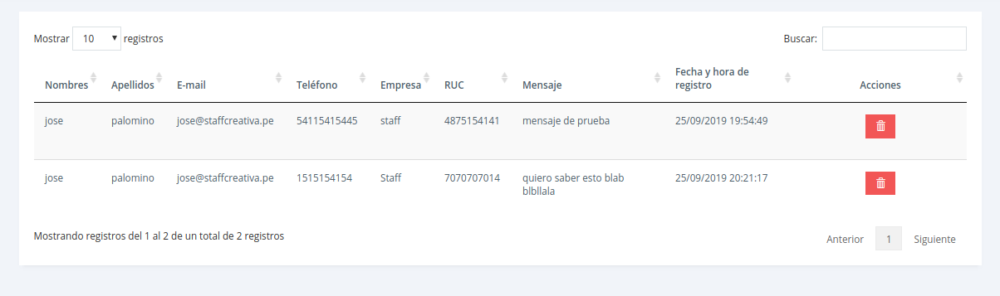 Mostrar 10 registros Buscar:
Nombres Apellidos E-mail Teléfono Empresa RUC Mensaje Fecha y hora de registro Acciones
jose palomino jose@staffcreativa.pe 54115415445 staff 4875154141 mensaje de prueba 25/09/2019 19:54:49
jose palomino jose@staffcreativa.pe 1515154154 Staff 7070707014 quiero saber esto blab 25/09/2019 20:21:17
blbllala
Mostrando registros del 1 al 2 de un total de 2 registros Anterior 1 Siguiente